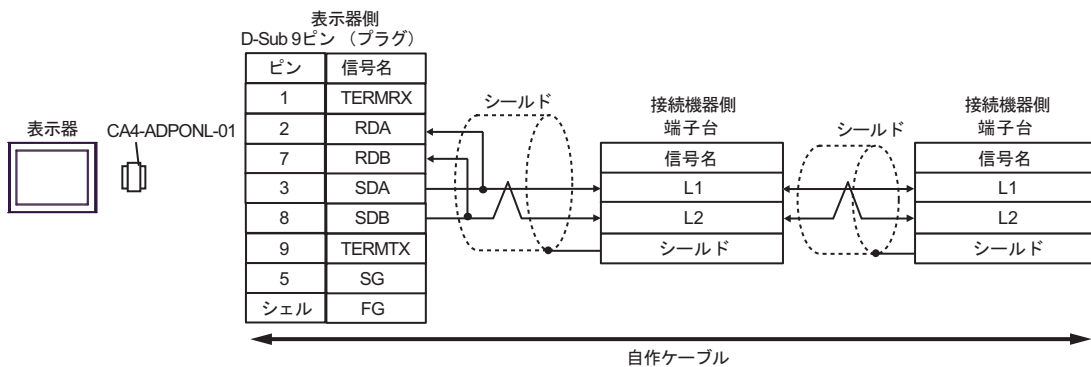 表示器側
D-Sub 9ピン (プラグ)
ピン 信号名
1 TERMRX
2 RDA
7 RDB
3 SDA
8 SDB
9 TERMTX
5 SG
シェル FG
表示器
CA4-ADPONL-01
シールド
接続機器側
端子台
信号名
L1
L2
シールド
シールド
接続機器側
端子台
信号名
L1
L2
シールド
自作ケーブル